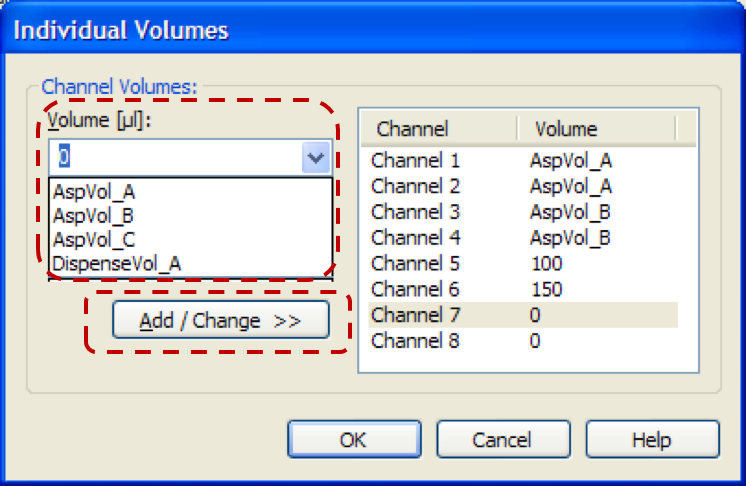 Individual Volumes
Channel Volumes:
Volume [µl]:
0
AspVol_A
AspVol_B
AspVol_C
DispenseVol_A
Add / Change >>
Channel Volume
Channel 1 AspVol_A
Channel 2 AspVol_A
Channel 3 AspVol_B
Channel 4 AspVol_B
Channel 5 100
Channel 6 150
Channel 7 0
Channel 8 0
OK Cancel Help